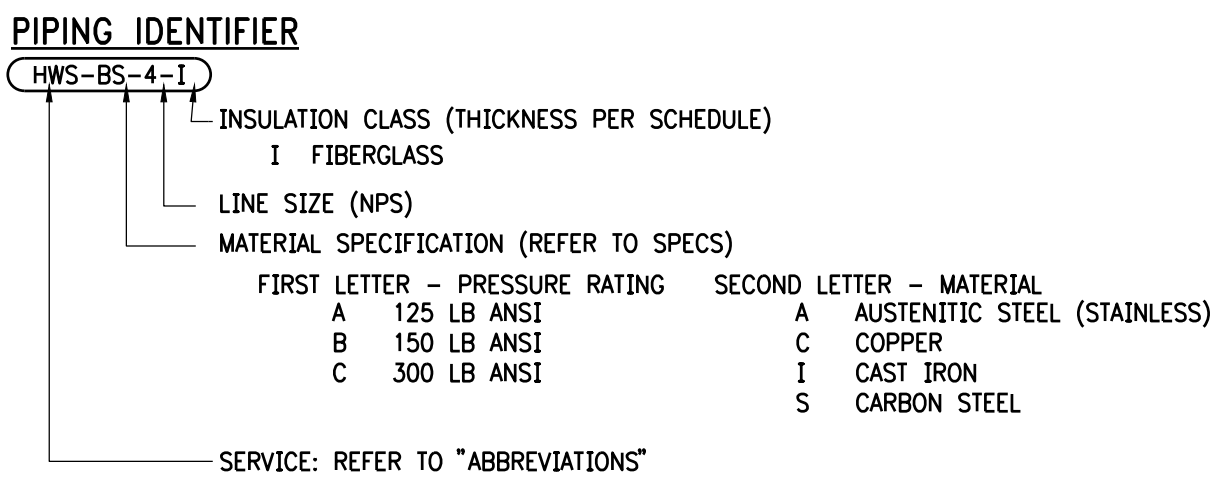 PIPING IDENTIFIER
HWS-BS-4-I
INSULATION CLASS (THICKNESS PER SCHEDULE)
I FIBERGLASS
LINE SIZE (NPS)
MATERIAL SPECIFICATION (REFER TO SPECS)
FIRST LETTER - PRESSURE RATING SECOND LETTER - MATERIAL
A 125 LB ANSI A AUSTENITIC STEEL (STAINLESS)
B 150 LB ANSI C COPPER
C 300 LB ANSI I CAST IRON
S CARBON STEEL
SERVICE: REFER TO "ABBREVIATIONS"